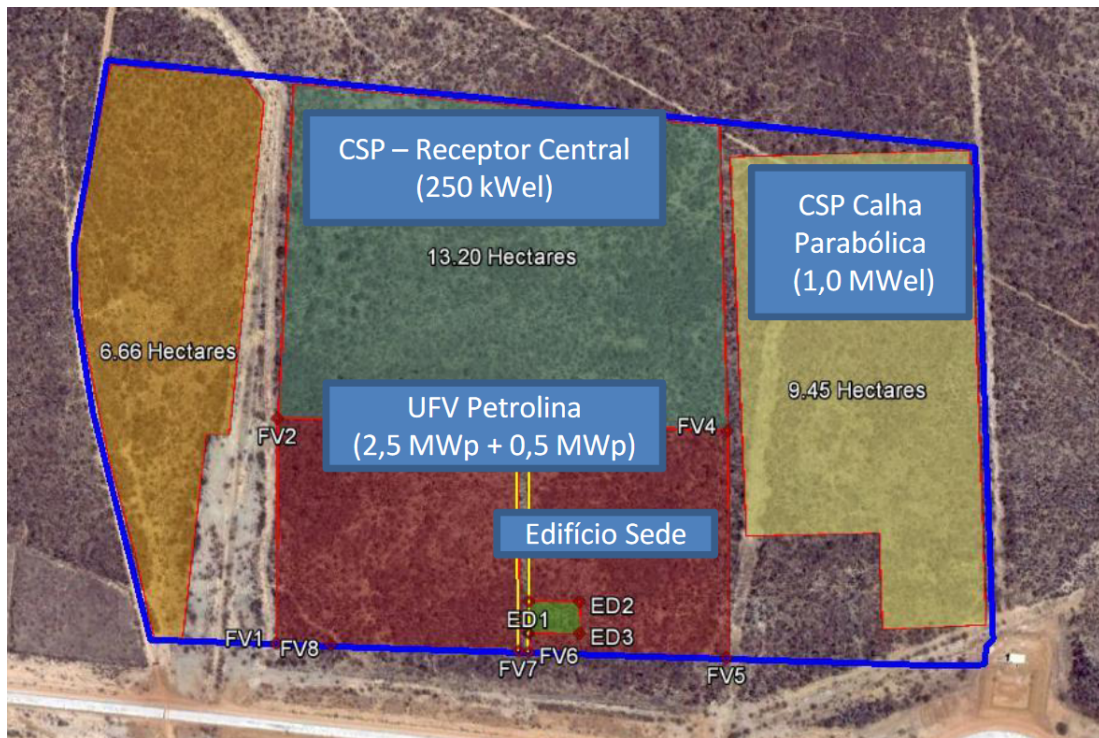 CSP – Receptor Central
(250 kWel)
13.20 Hectares
CSP Calha
Parabólica
(1,0 MWel)
6.66 Hectares
9.45 Hectares
UFV Petrolina
(2,5 MWp + 0,5 MWp)
FV2
FV4
Edifício Sede
ED1
ED2
ED3
FV1
FV8
FV7
FV6
FV5
1